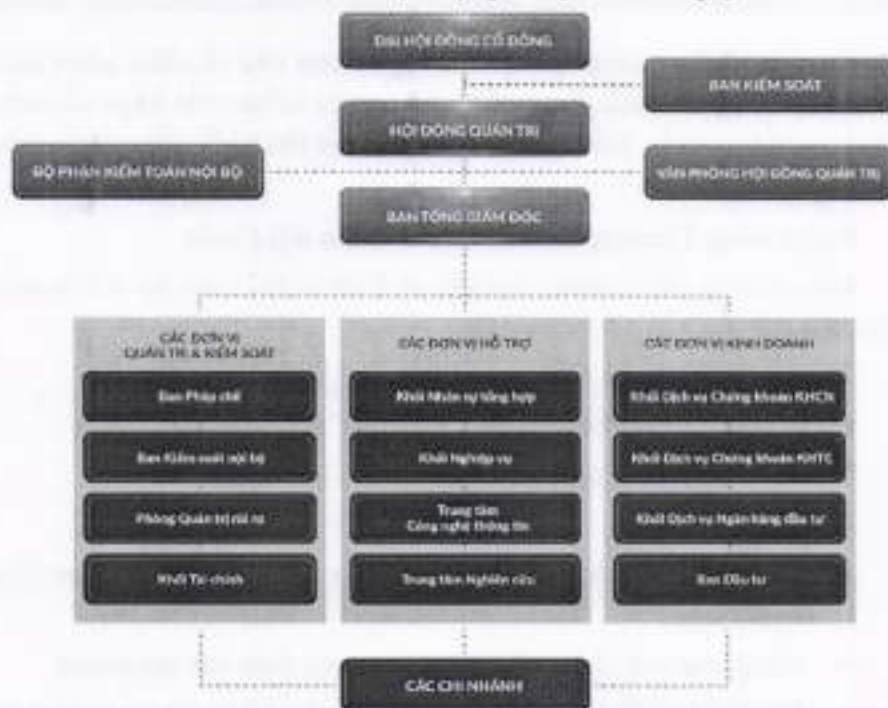 ĐẠI HỘI ĐỒNG CỔ ĐÔNG
BAN KIỂM SOÁT
HỘI ĐỒNG QUẢN TRỊ
BỘ PHẬN KIỂM TOÁN NỘI BỘ
VĂN PHÒNG HỘI ĐỒNG QUẢN TRỊ
BAN TỔNG GIÁM ĐỐC
CÁC ĐƠN VỊ
QUẢN TRỊ & KIỂM SOÁT
Ban Pháp chế
Ban Kiểm soát nội bộ
Phòng Quản trị rủi ro
Khối Tài chính
CÁC ĐƠN VỊ HỖ TRỢ
Khối Nhân sự tổng hợp
Khối Nghiệp vụ
Trung tâm
Công nghệ thông tin
Trung tâm Nghiên cứu
CÁC ĐƠN VỊ KINH DOANH
Khối Dịch vụ Chứng khoán KHCN
Khối Dịch vụ Chứng khoán KHTC
Khối Dịch vụ Ngân hàng đầu tư
Ban Đầu tư
CÁC CHI NHÁNH